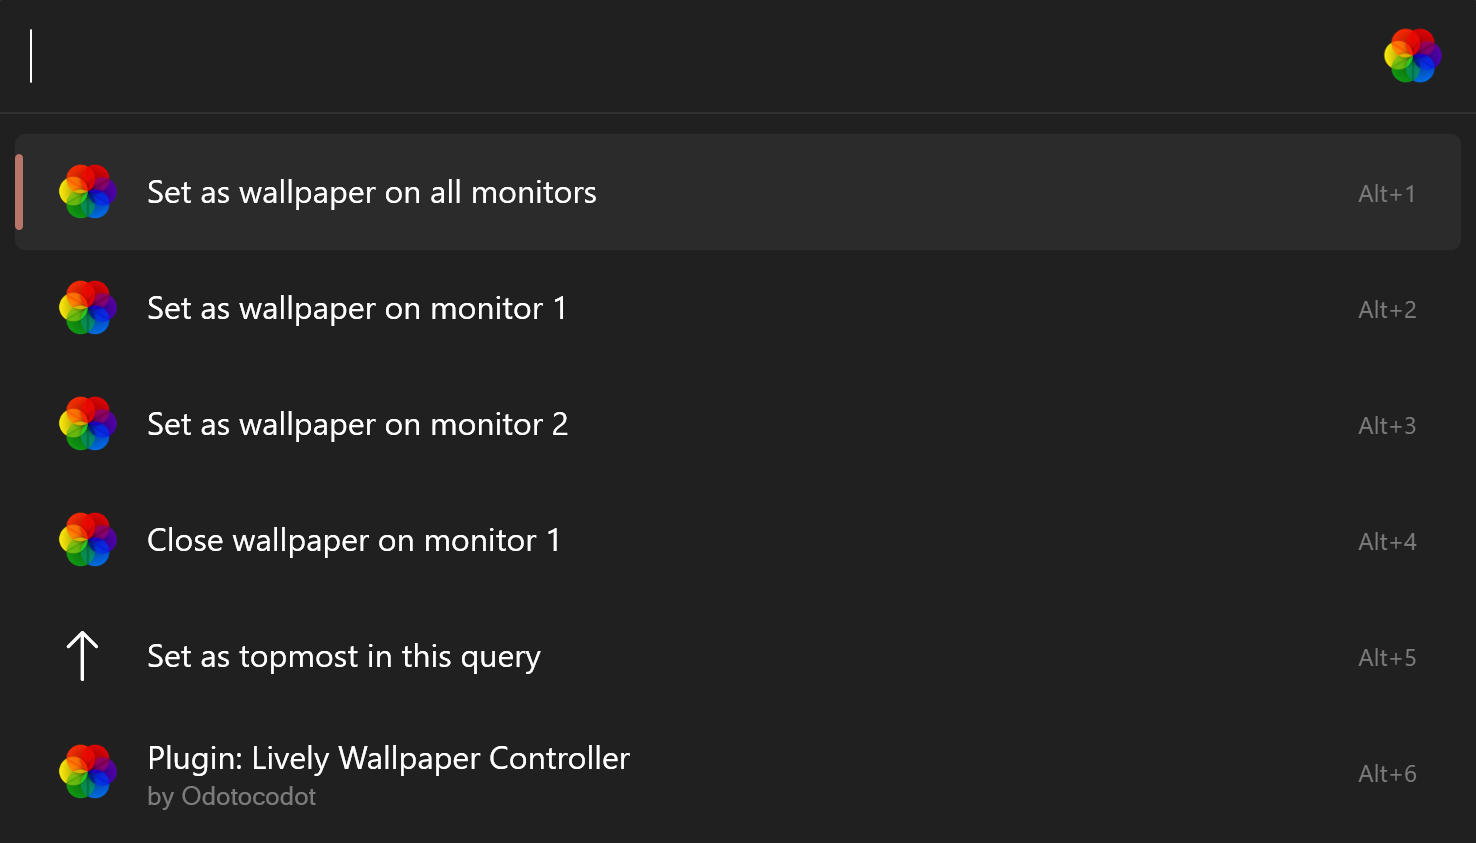 Set as wallpaper on all monitors Alt+1
Set as wallpaper on monitor 1 Alt+2
Set as wallpaper on monitor 2 Alt+3
Close wallpaper on monitor 1 Alt+4
Set as topmost in this query Alt+5
Plugin: Lively Wallpaper Controller Alt+6
by Odotocodot